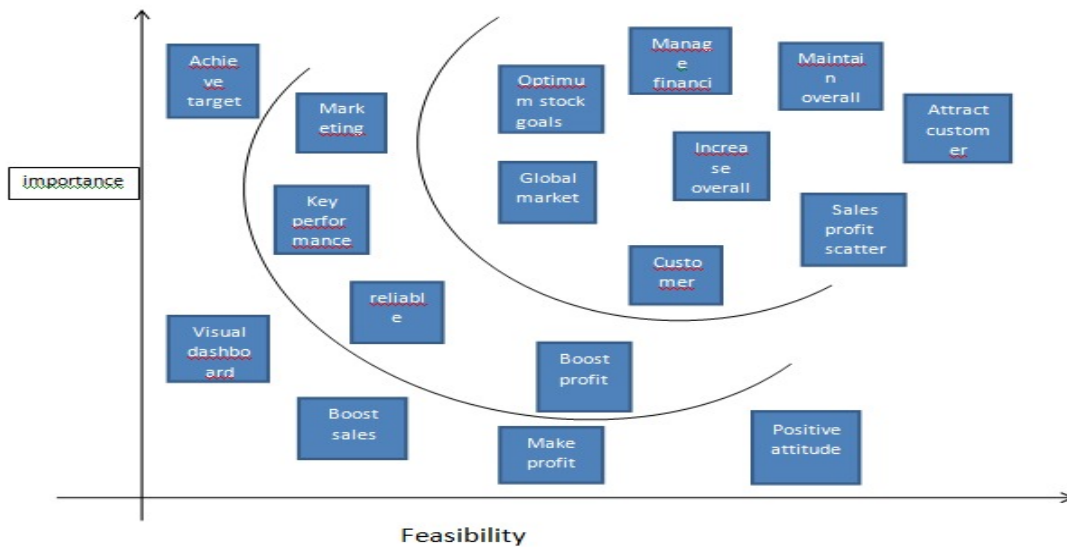 Achie
ve
target
Mark
eting
Optimu
m stock
goals
Manag
e
financi
Maintai
n
overall
Attract
custom
er
importance
Key
perfor
mance
Global
market
Increa
se
overall
Sales
profit
scatter
Custo
mer
reliabl
e
Visual
dashbo
ard
Boost
profit
Boost
sales
Make
profit
Positive
attitude
Feasibility